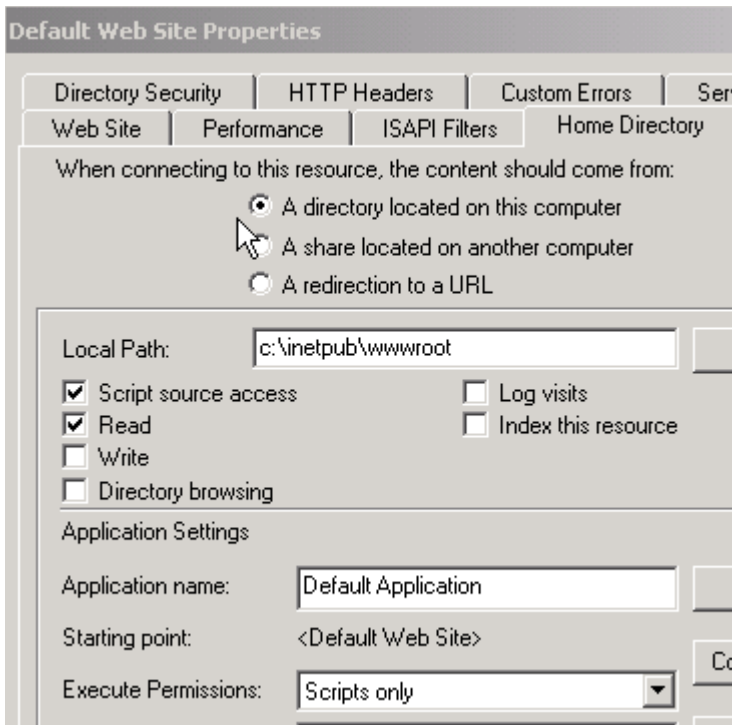 Default Web Site Properties
Directory Security HTTP Headers Custom Errors
Web Site Performance ISAPI Filters Home Directory
When connecting to this resource, the content should come from:
A directory located on this computer
A share located on another computer
A redirection to a URL
Local Path: c:\inetpub\wwwroot
Script source access Log visits
Read Index this resource
Write
Directory browsing
Application Settings
Application name: Default Application
Starting point: <Default Web Site>
Execute Permissions: Scripts only